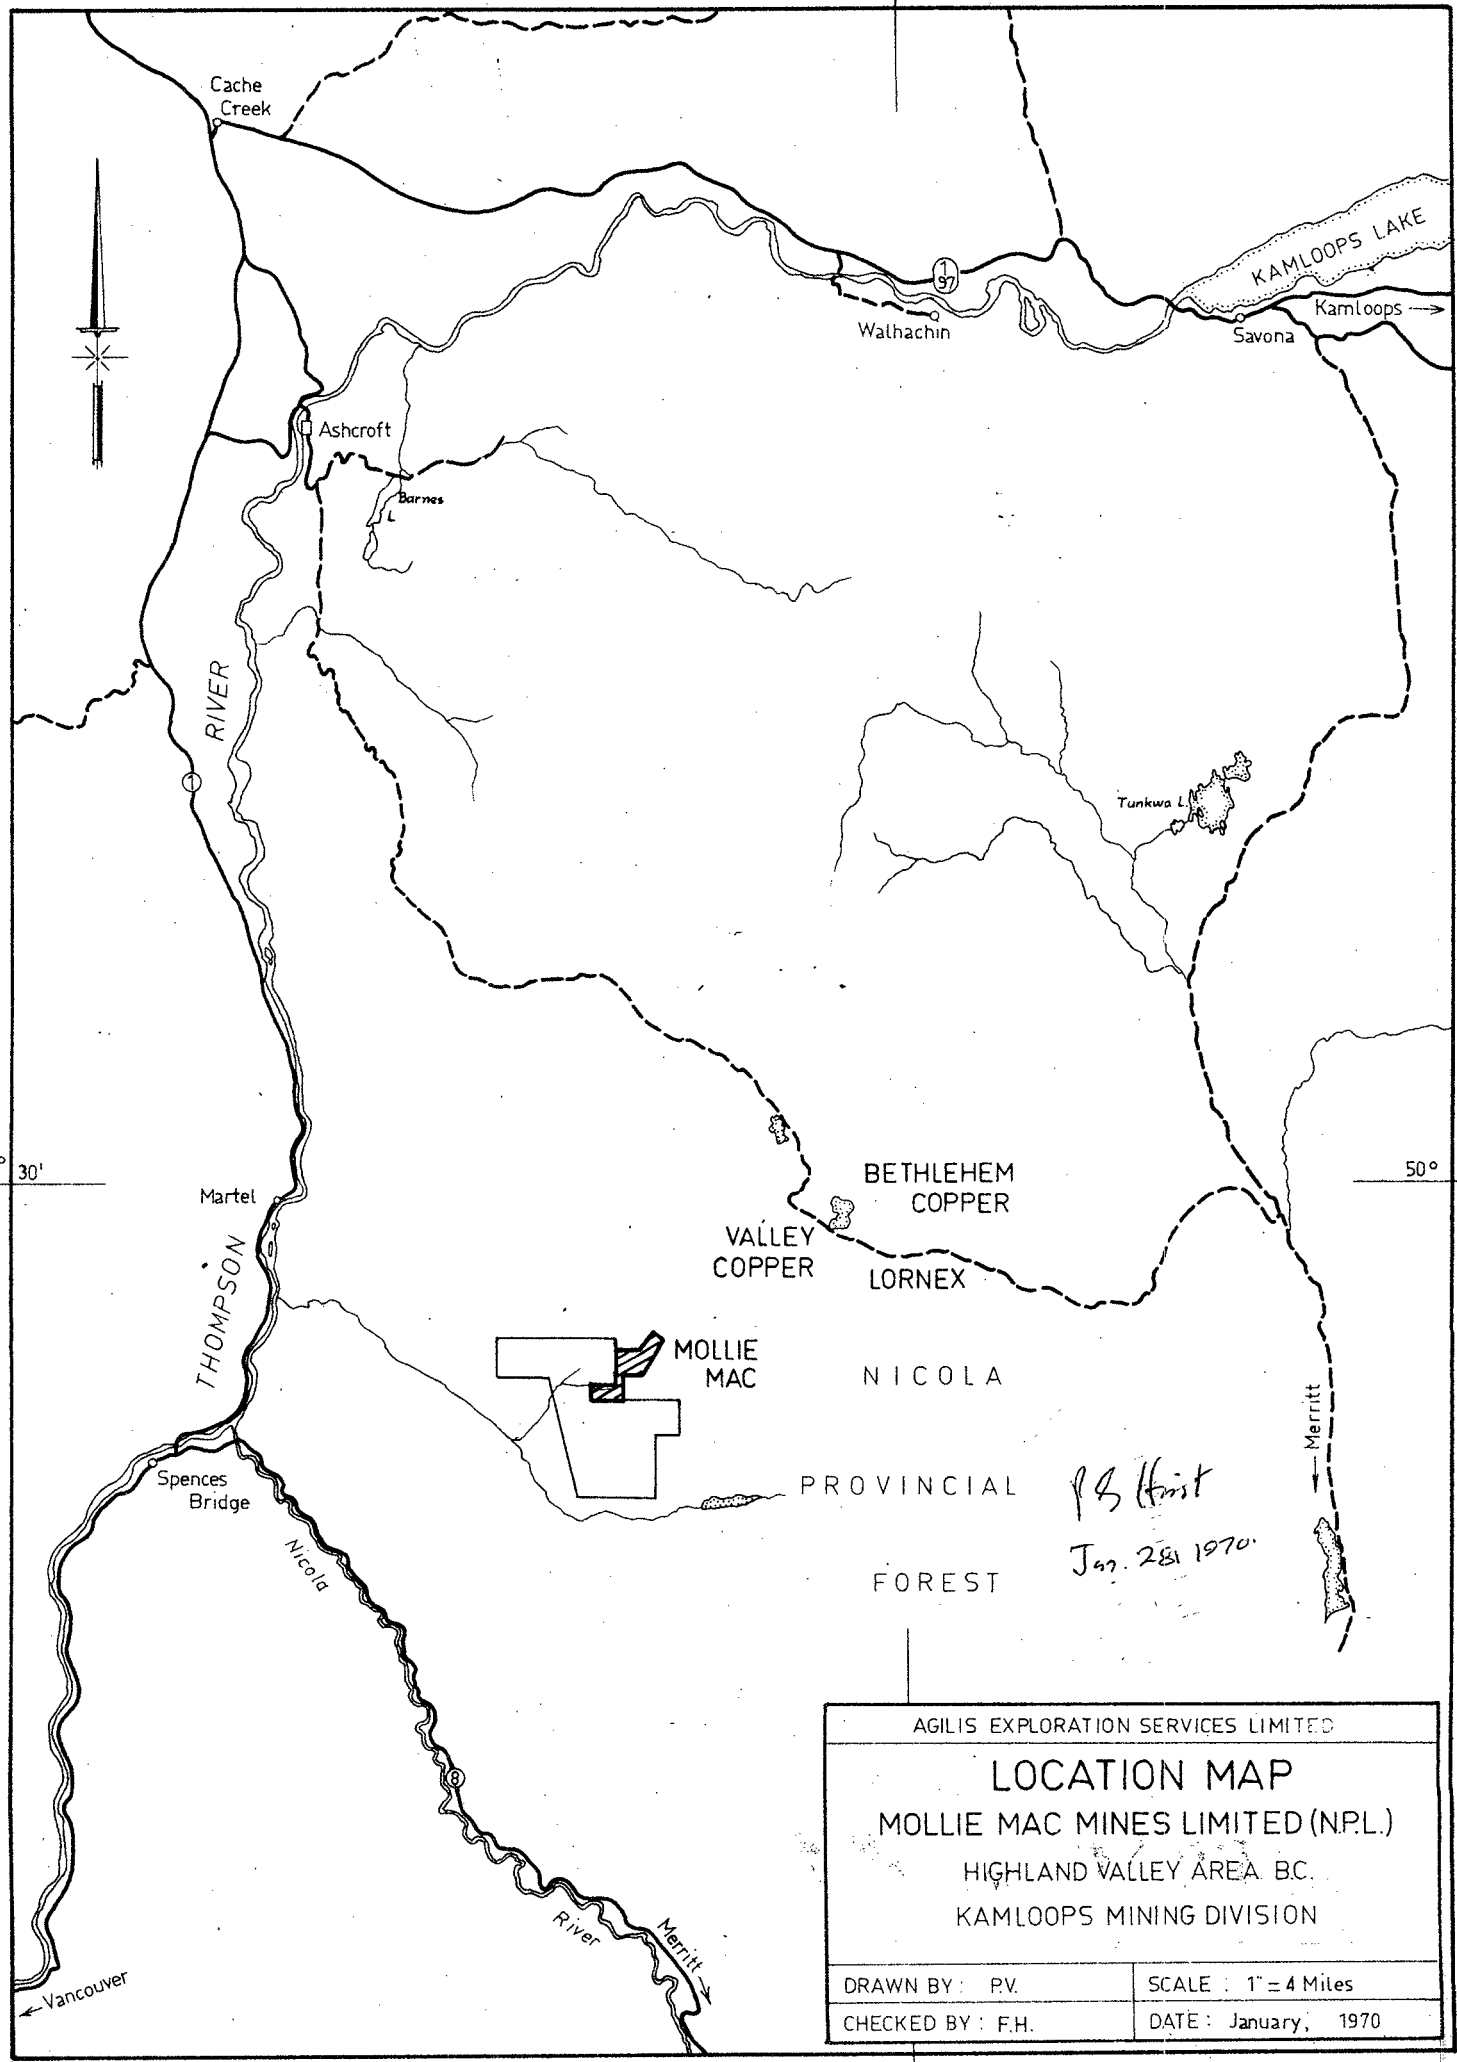 Cache
Creek
KAMLOOPS LAKE
1
97
Kamloops →
Walhachin
Savona
Ashcroft
Barnes
L
RIVER
1
Tunkwa L.
30'
50°
Martel
BETHLEHEM
COPPER
VALLEY
COPPER
LORNEX
THOMPSON
MOLLIE
MAC
NICOLA
← Merritt
PROVINCIAL
Spences
Bridge
Nicola
Jan. 28, 1970.
FOREST
8
River
Merritt →
← Vancouver
AGILIS EXPLORATION SERVICES LIMITED
LOCATION MAP
MOLLIE MAC MINES LIMITED (N.P.L.)
HIGHLAND VALLEY AREA B.C.
KAMLOOPS MINING DIVISION
DRAWN BY : P.V.
SCALE : 1" = 4 Miles
CHECKED BY : F.H.
DATE : January, 1970